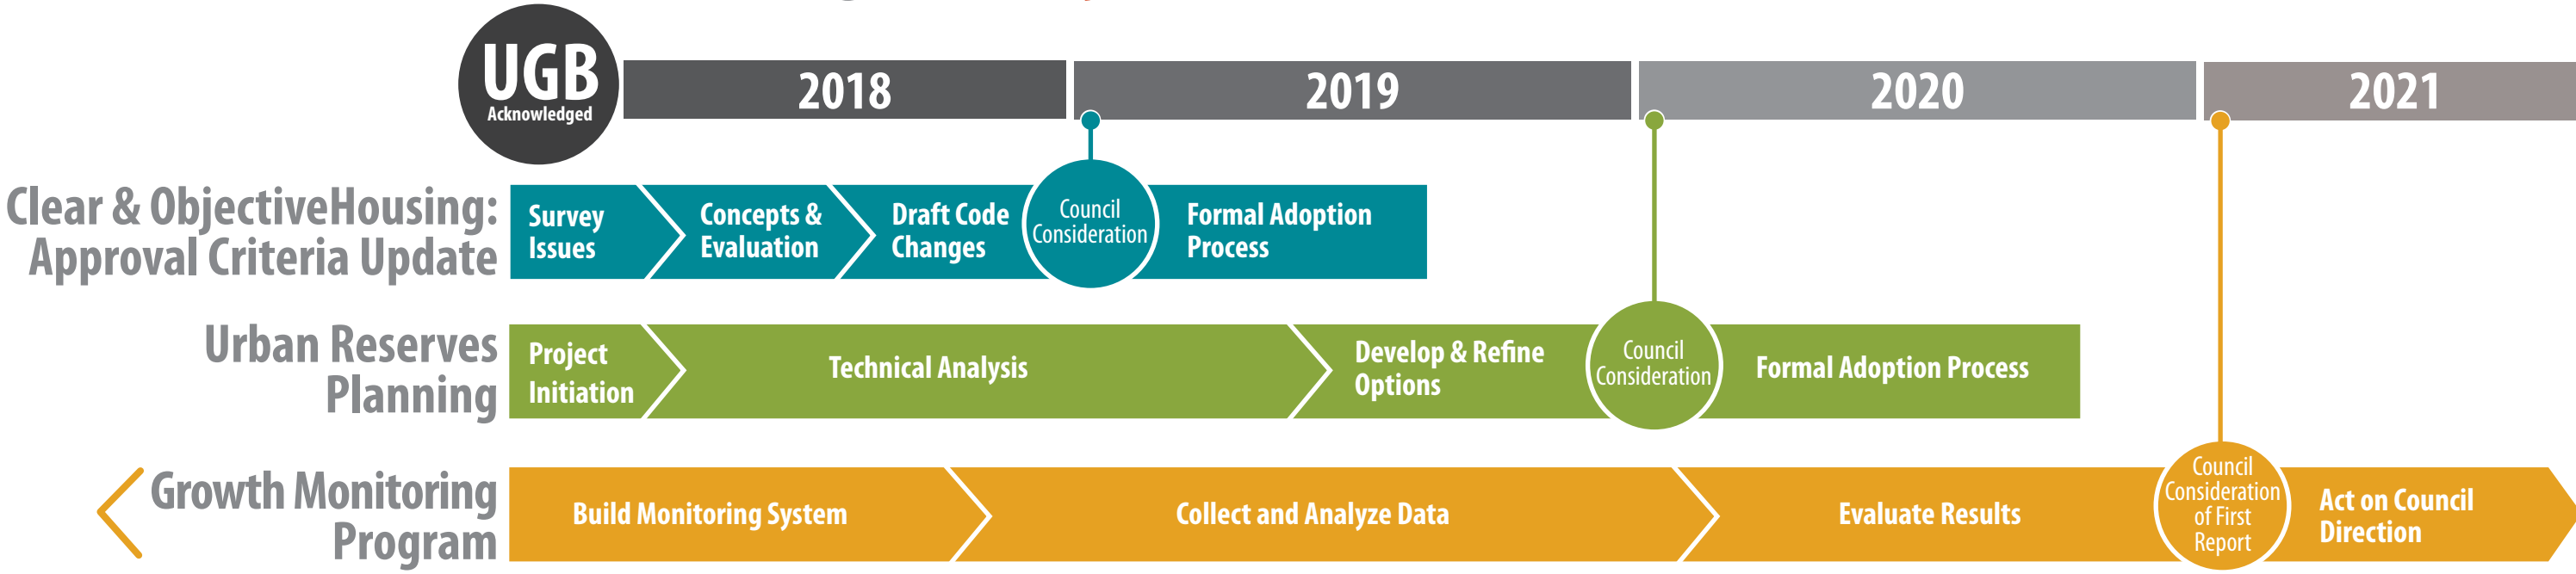 UGB
Acknowledged
2018
2019
2020
2021
Clear & ObjectiveHousing:
Approval Criteria Update
Survey
Issues
Concepts &
Evaluation
Draft Code
Changes
Council
Consideration
Formal Adoption
Process
Urban Reserves
Planning
Project
Initiation
Technical Analysis
Develop & Refine
Options
Council
Consideration
Formal Adoption Process
Growth Monitoring
Program
Build Monitoring System
Collect and Analyze Data
Evaluate Results
Council
Consideration
of First
Report
Act on Council
Direction